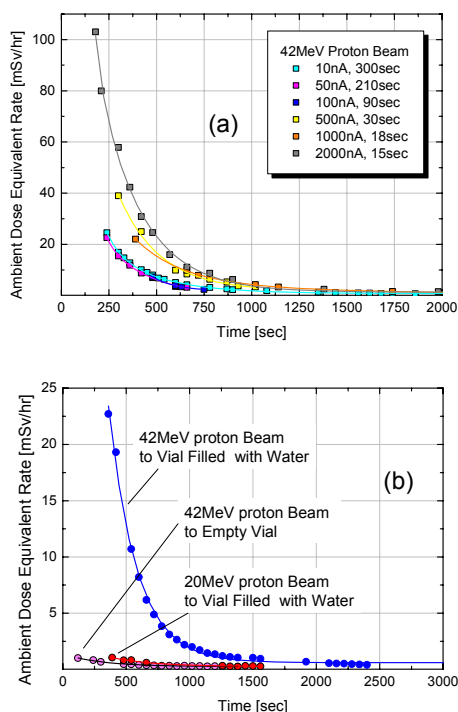 100
80
60
40
20
Ambient Dose Equivalent Rate [mSv/hr]
(a)
42MeV Proton Beam
10nA, 300sec
50nA, 210sec
100nA, 90sec
500nA, 30sec
1000nA, 18sec
2000nA, 15sec
0 250 500 750 1000 1250 1500 1750 2000
Time [sec]
25
20
15
10
5
Ambient Dose Equivalent Rate [mSv/hr]
42MeV proton Beam
to Vial Filled with Water
(b)
42MeV proton Beam
to Empty Vial
20MeV proton Beam
to Vial Filled with Water
0 500 1000 1500 2000 2500 3000
Time [sec]